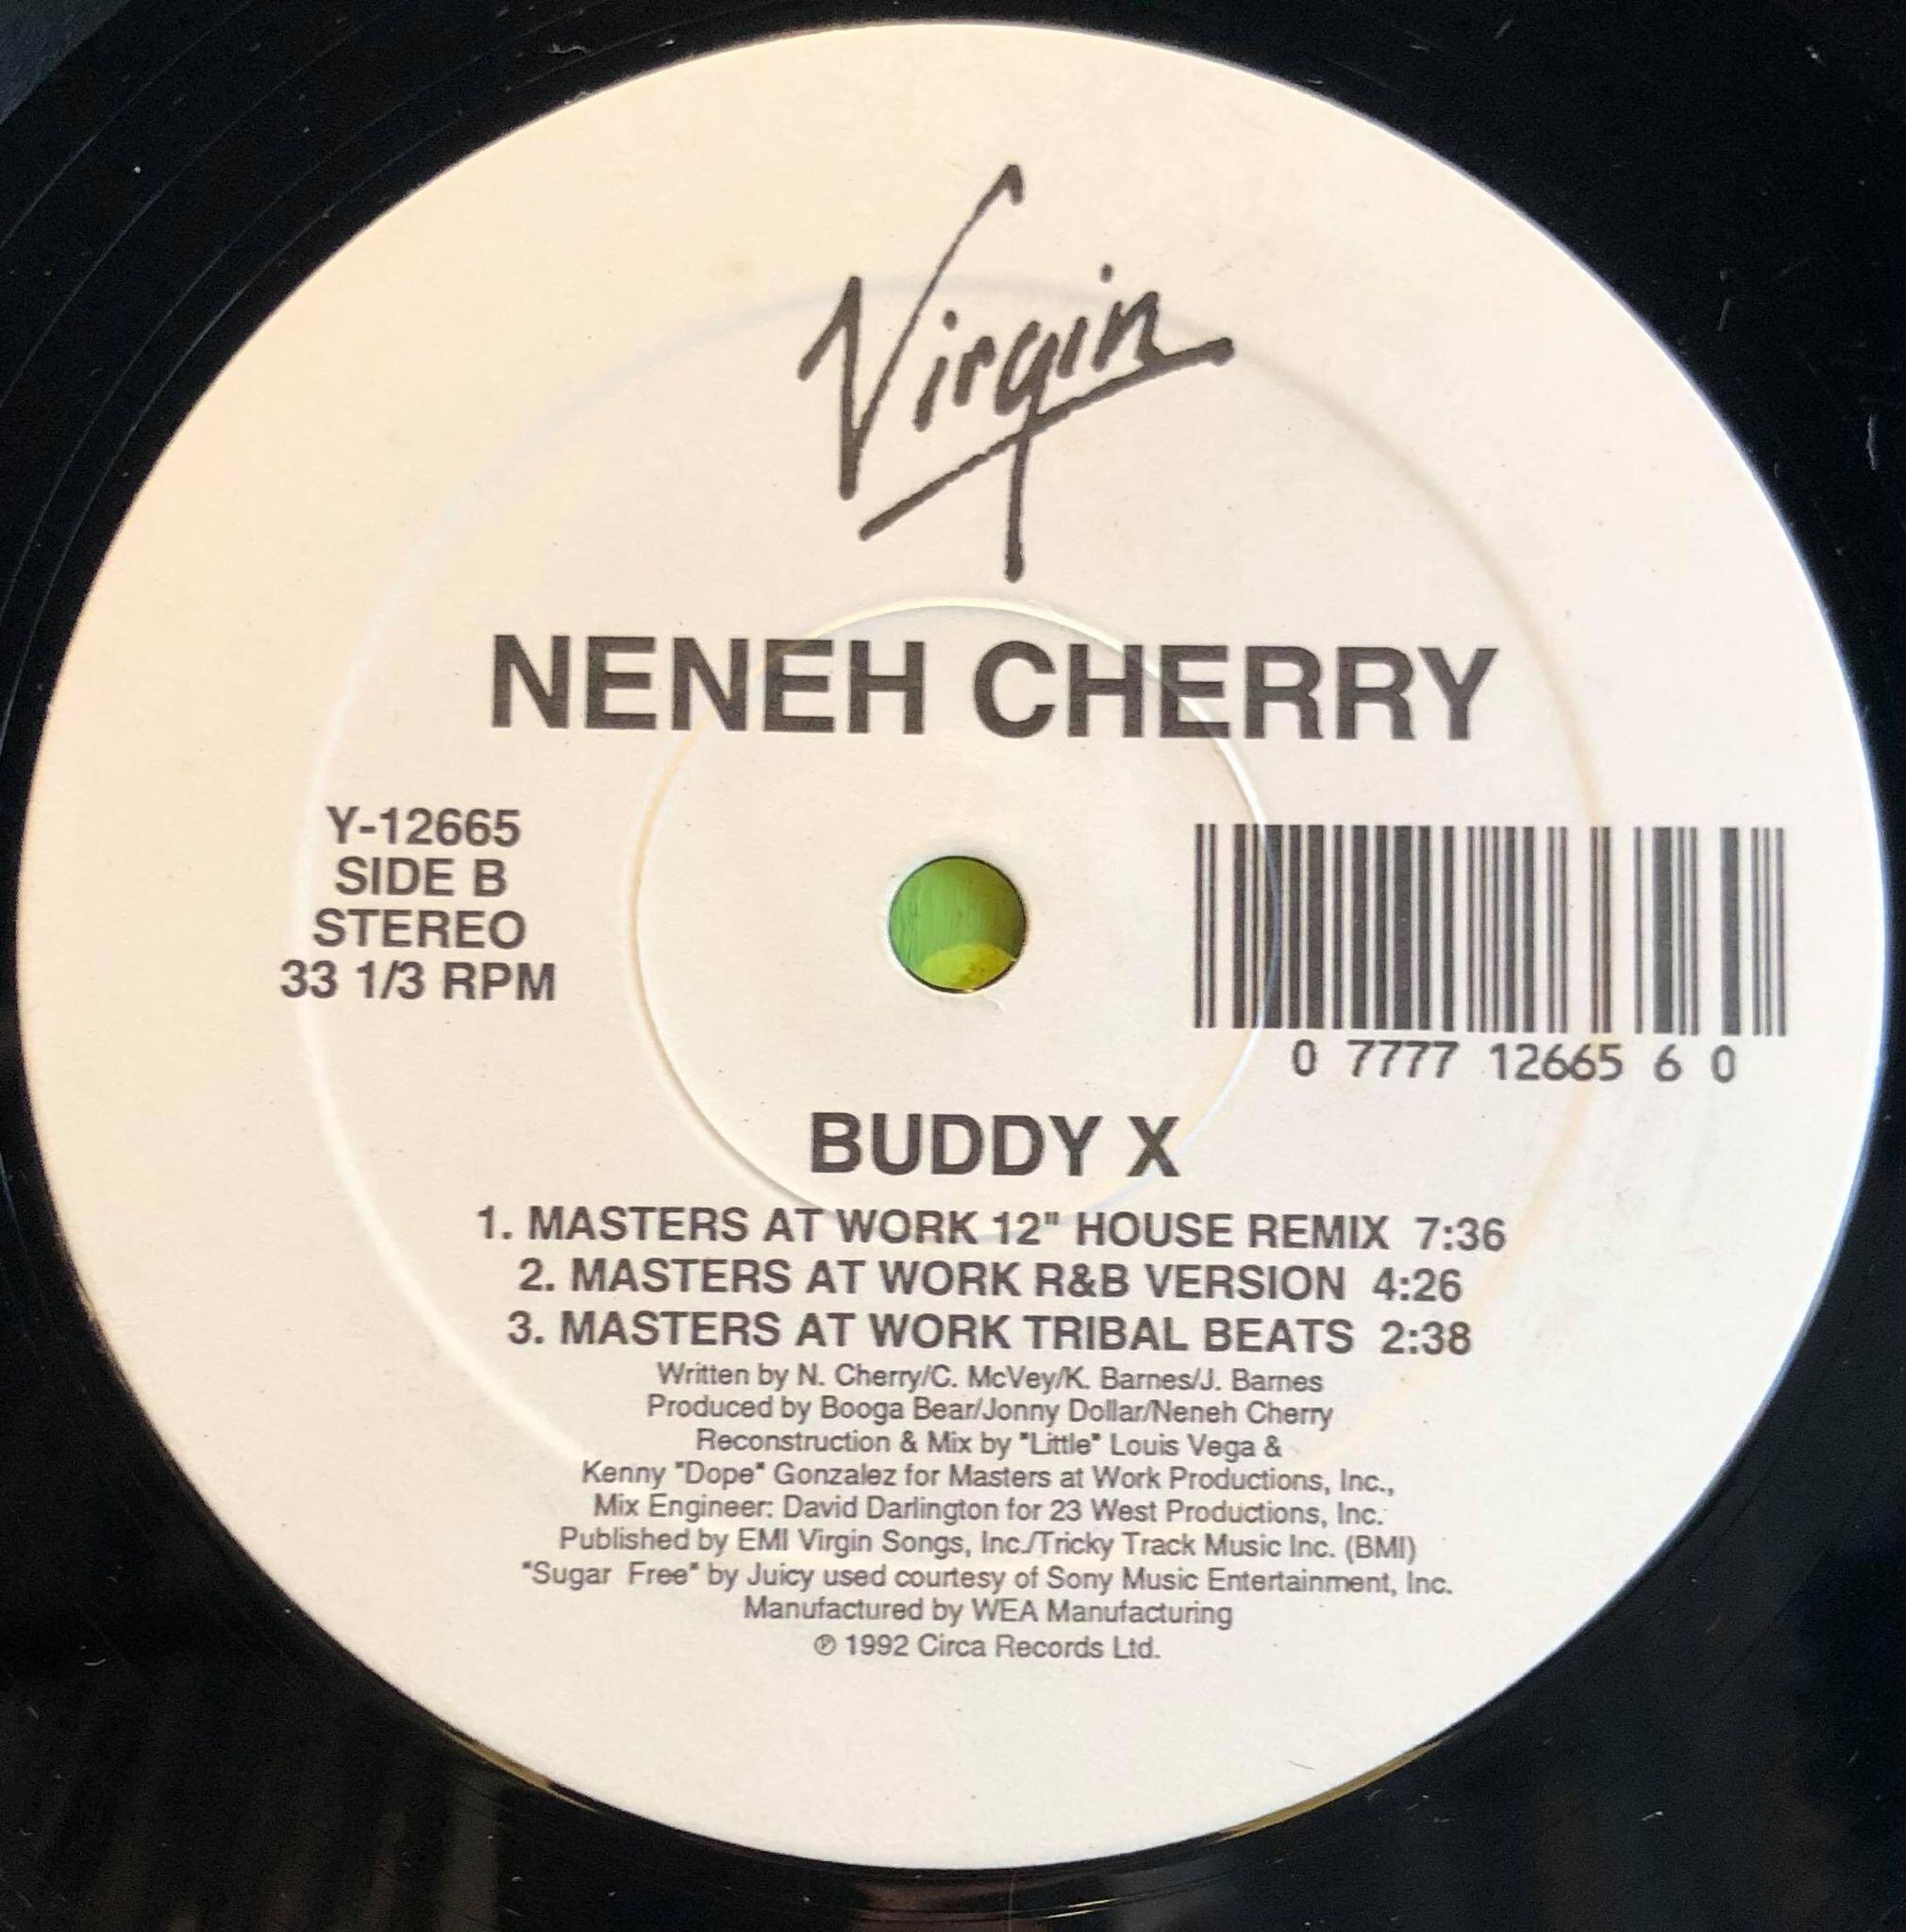 Virgin
NENEH CHERRY
Y-12665
SIDE B
STEREO
33 1/3 RPM
0 7777 12665 6 0
BUDDY X
1. MASTERS AT WORK 12" HOUSE REMIX 7:36
2. MASTERS AT WORK R&B VERSION 4:26
3. MASTERS AT WORK TRIBAL BEATS 2:38
Written by N. Cherry/C. McVey/K. Barnes/J. Barnes
Produced by Booga Bear/Jonny Dollar/Neneh Cherry
Reconstruction & Mix by "Little" Louis Vega &
Kenny "Dope" Gonzalez for Masters at Work Productions, Inc.,
Mix Engineer: David Darlington for 23 West Productions, Inc.
Published by EMI Virgin Songs, Inc./Tricky Track Music Inc. (BMI)
"Sugar Free" by Juicy used courtesy of Sony Music Entertainment, Inc.
Manufactured by WEA Manufacturing
℗ 1992 Circa Records Ltd.